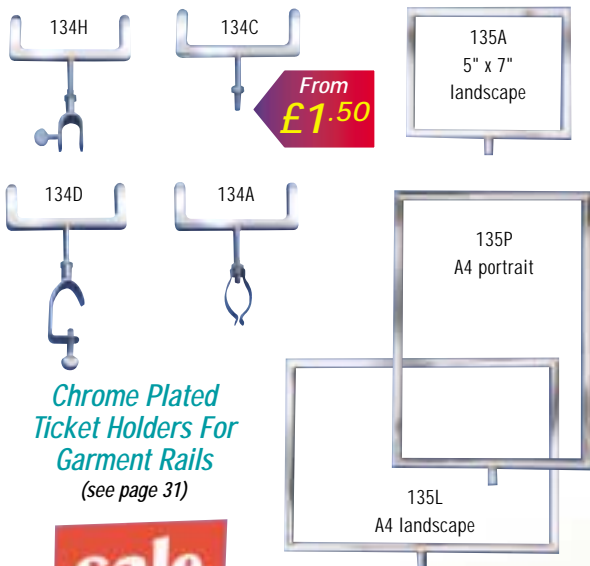 134H
134C
From
£1.50
135A
5" x 7"
landscape
134D
134A
135P
A4 portrait
Chrome Plated
Ticket Holders For
Garment Rails
(see page 31)
135L
A4 landscape
sale